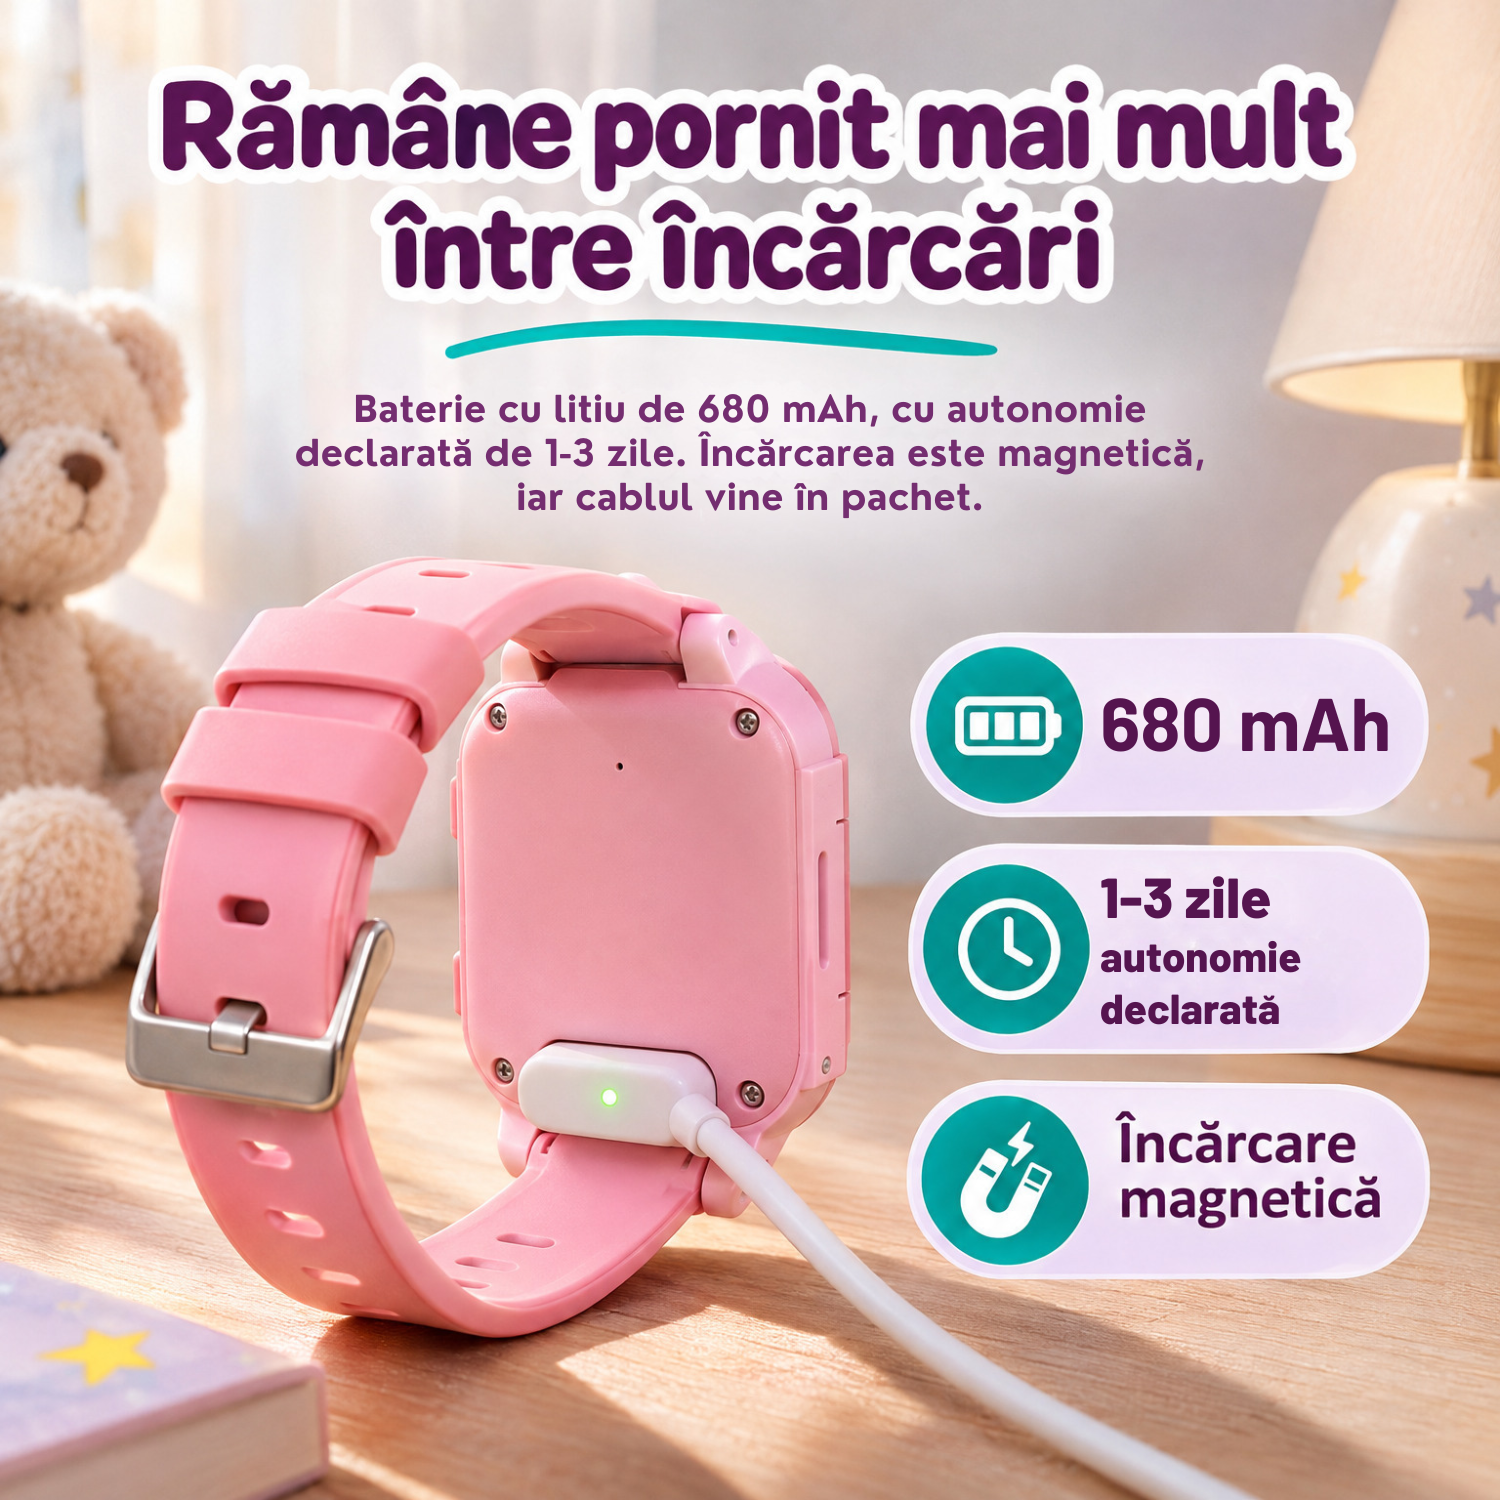 Rămâne pornit mai mult
între încărcări
Baterie cu litiu de 680 mAh, cu autonomie
declarată de 1-3 zile. Încărcarea este magnetică,
iar cablul vine în pachet.
680 mAh
1-3 zile
autonomie
declarată
Încărcare
magnetică